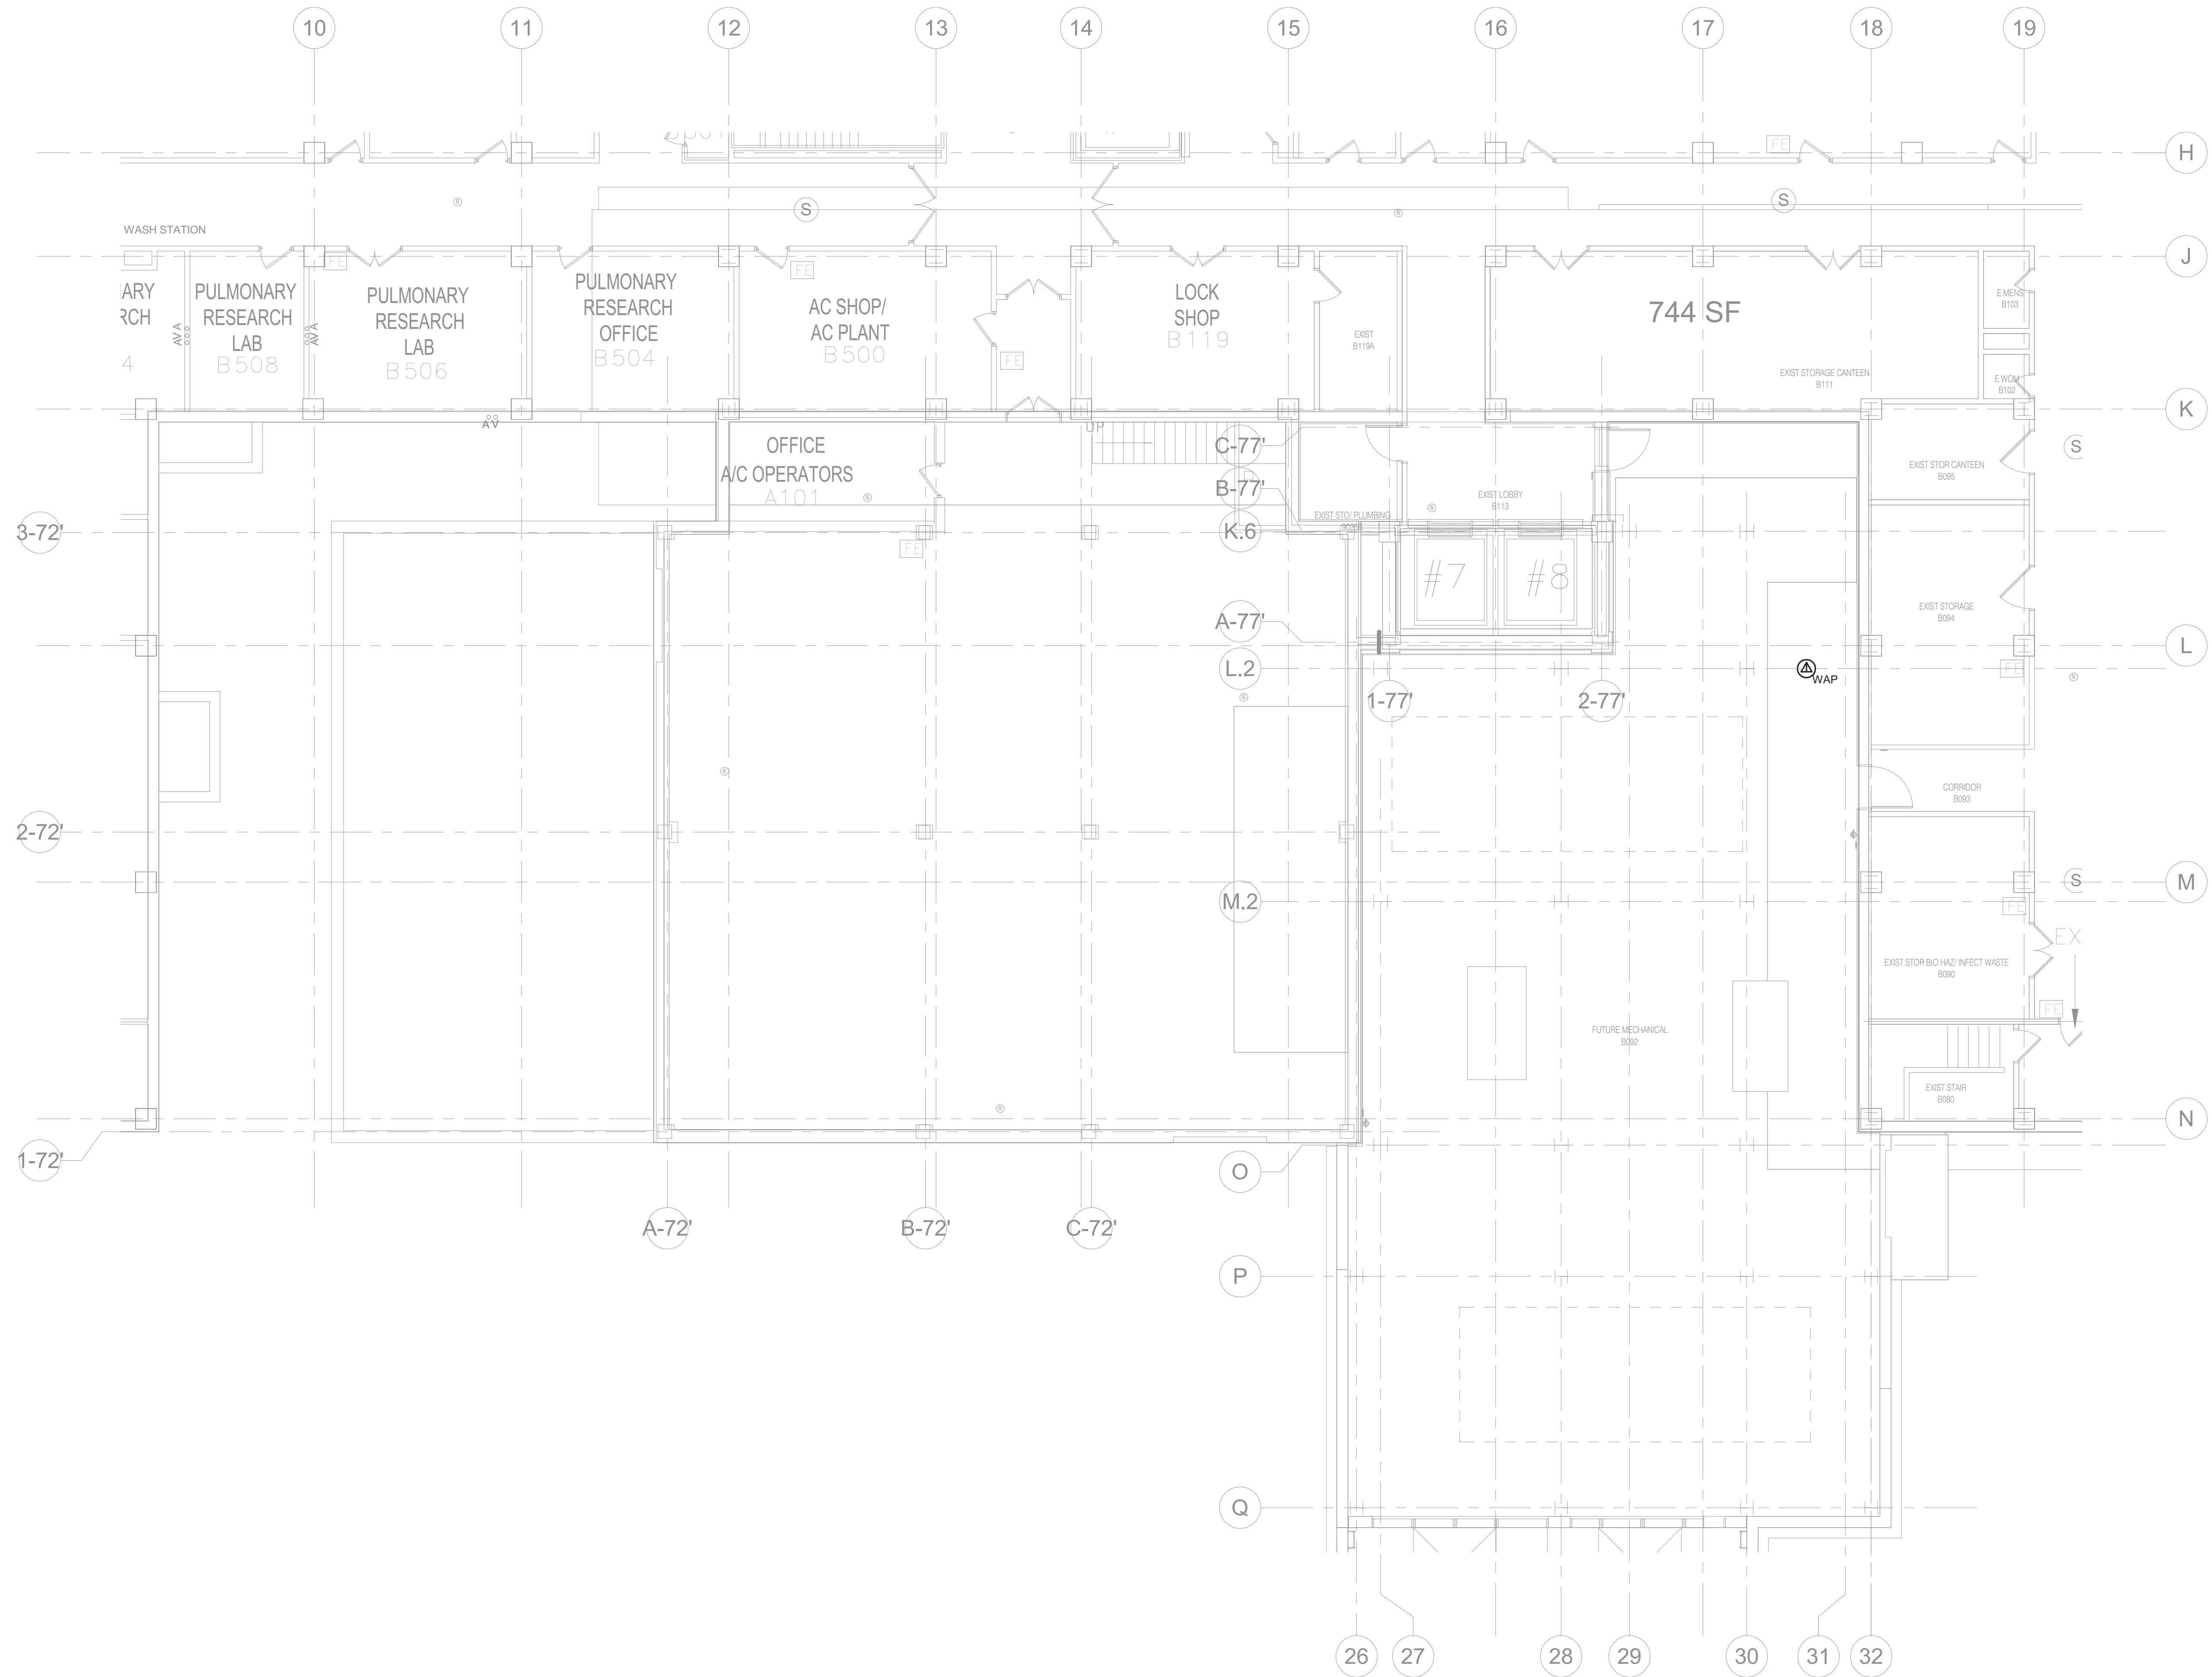 10
11
12
13
14
15
16
17
18
19
H
FE
S
S
S
S
WASH STATION
J
FE
FE
ARY
RCH
4
PULMONARY
RESEARCH
LAB
B508
AVA
AVA
PULMONARY
RESEARCH
LAB
B506
PULMONARY
RESEARCH
OFFICE
B504
AC SHOP/
AC PLANT
B500
FE
LOCK
SHOP
B119
EXIST
B119A
744 SF
EXIST STORAGE CANTEEN
B111
E MENS
B103
E WOM
B102
K
AV
OFFICE
A/C OPERATORS
A101
S
UP
C-77'
B-77'
K.6
EXIST STO/ PLUMBING
EXIST LOBBY
B113
S
EXIST STOR CANTEEN
B095
S
3-72'
FE
#7
#8
A-77'
L.2
EXIST STORAGE
B094
L
FE
S
WAP
1-77'
2-77'
S
S
CORRIDOR
B093
2-72'
M.2
M
S
FE
EX
EXIST STOR BIO HAZ/ INFECT WASTE
B090
FE
FUTURE MECHANICAL
B092
EXIST STAIR
B080
S
N
1-72'
O
A-72'
B-72'
C-72'
P
Q
26
27
28
29
30
31
32